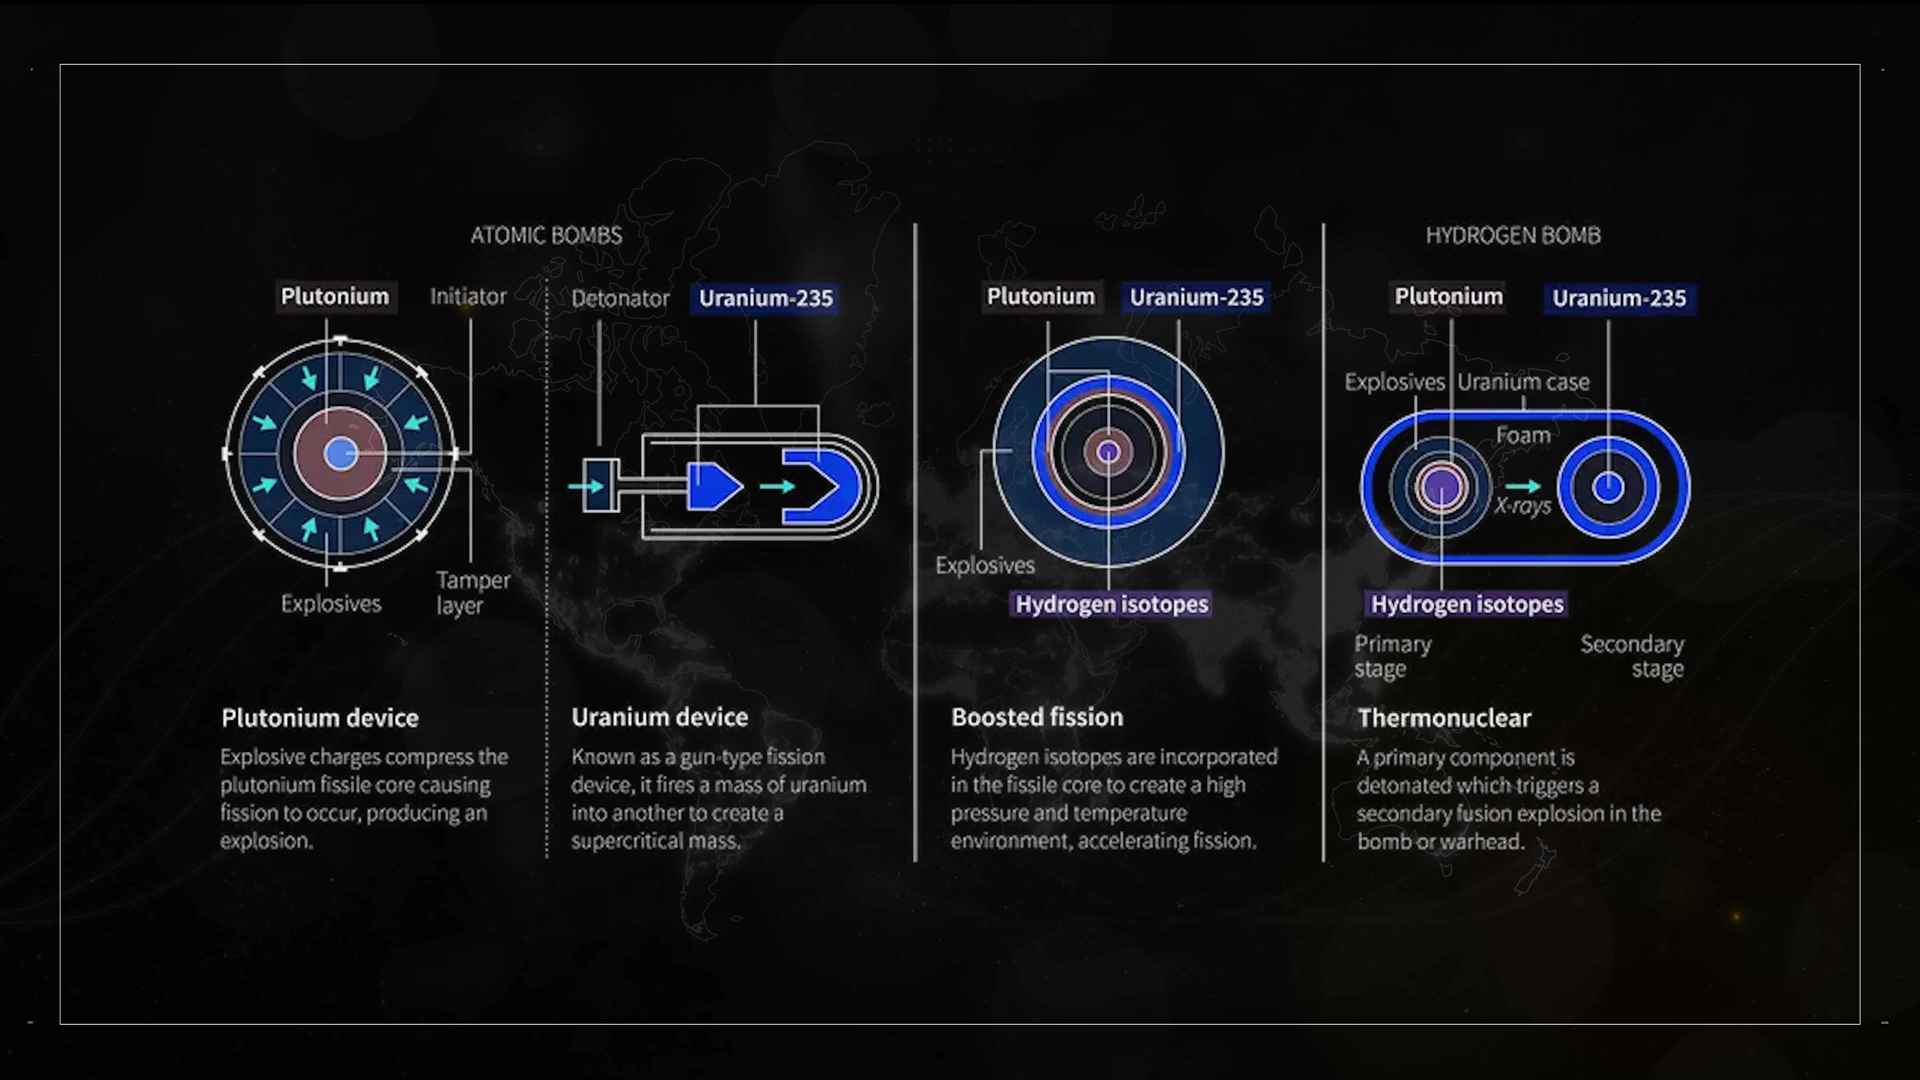 ATOMIC BOMBS
Plutonium
Initiator
Explosives
Tamper
layer
Plutonium device
Explosive charges compress the
plutonium fissile core causing
fission to occur, producing an
explosion.
Detonator
Uranium-235
Uranium device
Known as a gun-type fission
device, it fires a mass of uranium
into another to create a
supercritical mass.
Plutonium
Uranium-235
Explosives
Hydrogen isotopes
Boosted fission
Hydrogen isotopes are incorporated
in the fissile core to create a high
pressure and temperature
environment, accelerating fission.
HYDROGEN BOMB
Plutonium
Uranium-235
Explosives
Uranium case
Foam
X-rays
Hydrogen isotopes
Primary
stage
Secondary
stage
Thermonuclear
A primary component is
detonated which triggers a
secondary fusion explosion in the
bomb or warhead.